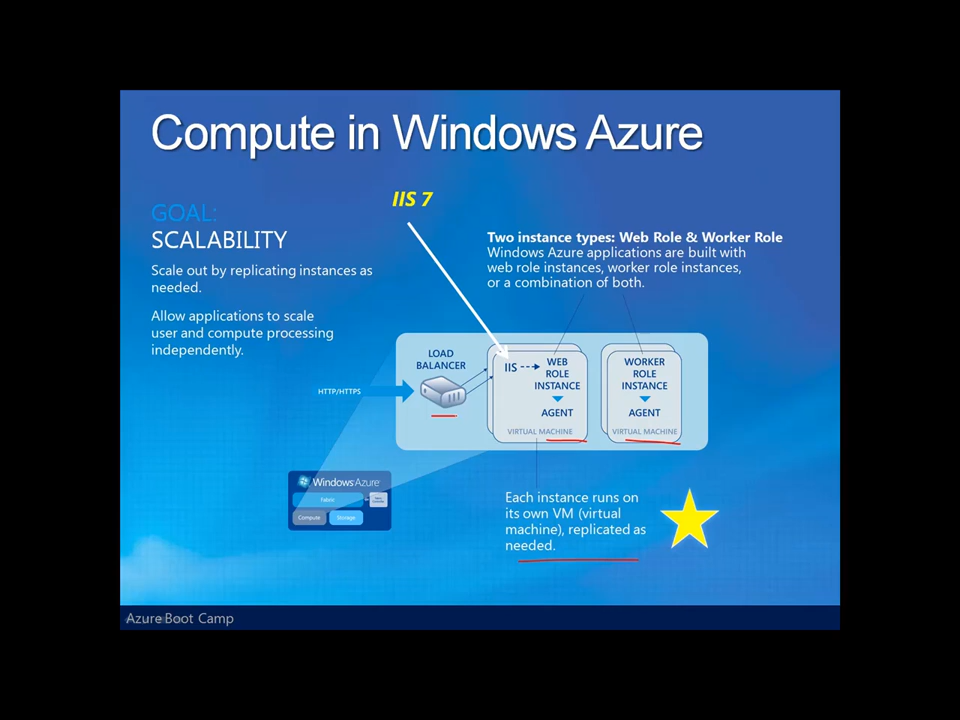 Compute in Windows Azure
IIS 7
GOAL:
SCALABILITY
Scale out by replicating instances as
needed.
Allow applications to scale
user and compute processing
independently.
Two instance types: Web Role & Worker Role
Windows Azure applications are built with
web role instances, worker role instances,
or a combination of both.
HTTP/HTTPS
LOAD
BALANCER
IIS
WEB
ROLE
INSTANCE
AGENT
VIRTUAL MACHINE
WORKER
ROLE
INSTANCE
AGENT
VIRTUAL MACHINE
Windows Azure
Fabric
Compute
Storage
Each instance runs on
its own VM (virtual
machine), replicated as
needed.
Azure Boot Camp